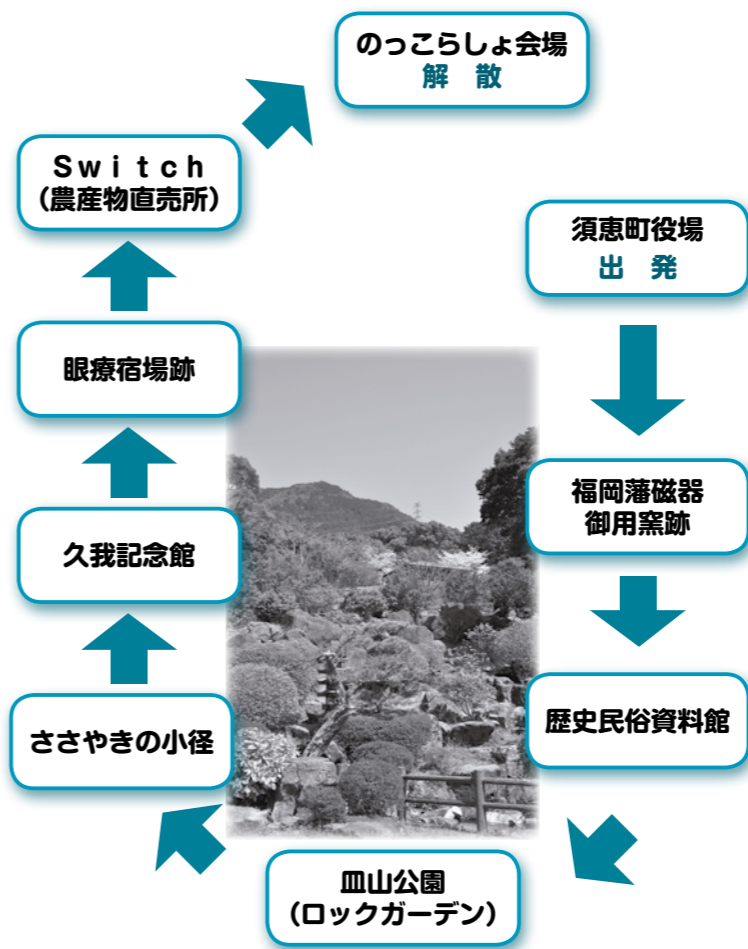 のっこらしょ会場
解 散
Switch
(農産物直売所)
須恵町役場
出 発
眼療宿場跡
福岡藩磁器
御用窯跡
久我記念館
ささやきの小径
歴史民俗資料館
皿山公園
(ロックガーデン)